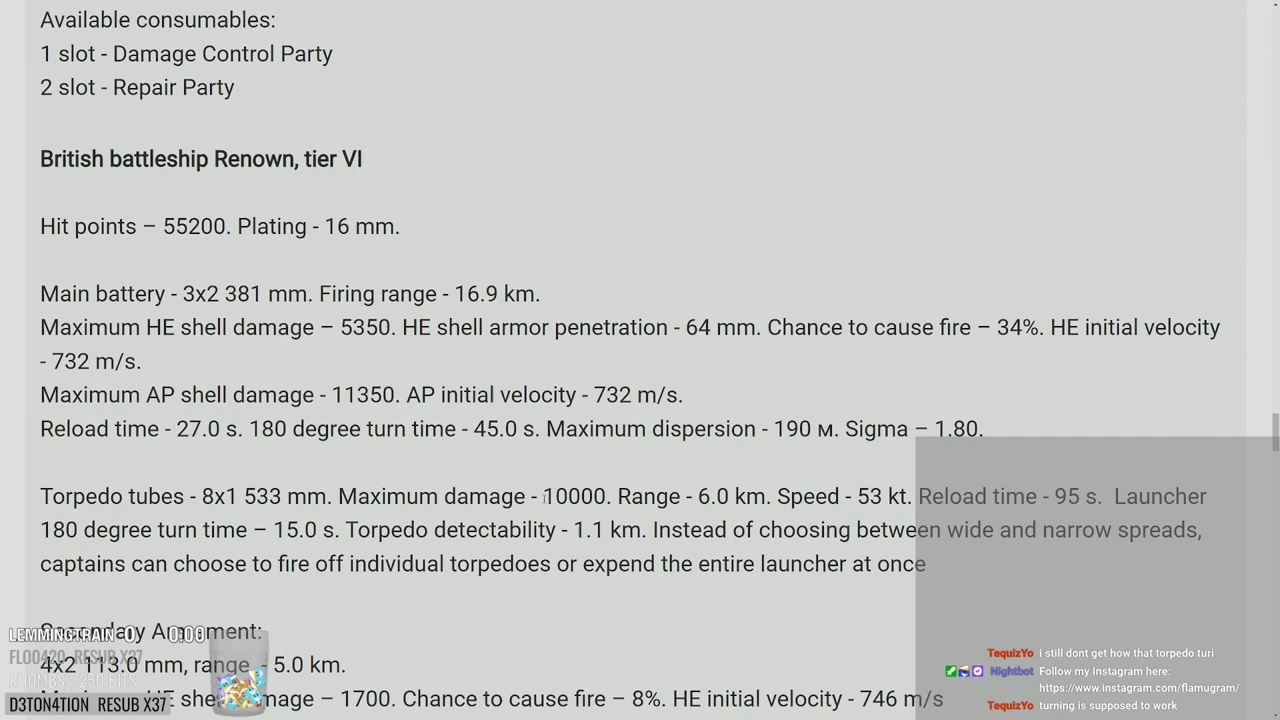 Available consumables:
1 slot - Damage Control Party
2 slot - Repair Party
British battleship Renown, tier VI
Hit points – 55200. Plating - 16 mm.
Main battery - 3x2 381 mm. Firing range - 16.9 km.
Maximum HE shell damage – 5350. HE shell armor penetration - 64 mm. Chance to cause fire – 34%. HE initial velocity
- 732 m/s.
Maximum AP shell damage - 11350. AP initial velocity - 732 m/s.
Reload time - 27.0 s. 180 degree turn time - 45.0 s. Maximum dispersion - 190 м. Sigma – 1.80.
Torpedo tubes - 8x1 533 mm. Maximum damage - 10000. Range - 6.0 km. Speed - 53 kt. Reload time - 95 s. Launcher
180 degree turn time – 15.0 s. Torpedo detectability - 1.1 km. Instead of choosing between wide and narrow spreads,
captains can choose to fire off individual torpedoes or expend the entire launcher at once
LEMMINGTRAIN 0 0:00
FLOO420 RESUB X37
RHOMBS - 250 BITS
D3TON4TION RESUB X37
4x2 113.0 mm, range - 5.0 km.
HE – 1700. Chance to cause fire – 8%. HE initial velocity - 746 m/s
TequizYo i still dont get how that torpedo turi
Nightbot Follow my Instagram here:
https://www.instagram.com/flamugram/
TequizYo turning is supposed to work